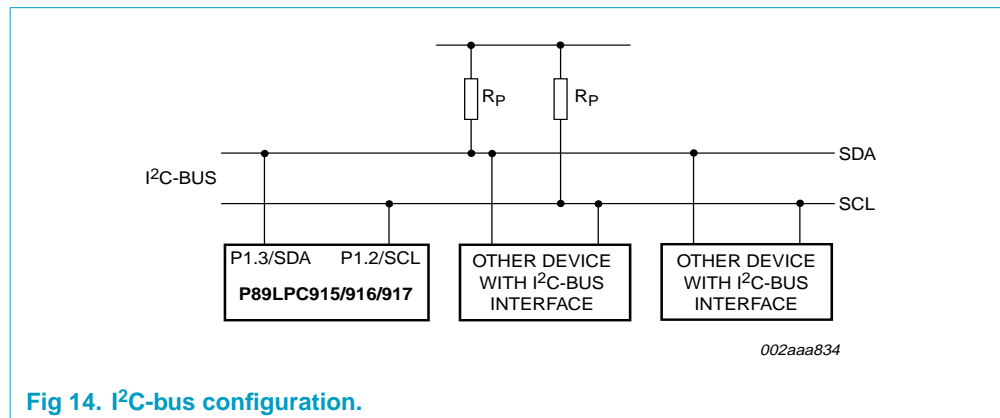 RP RP
SDA
I2C-BUS
SCL
P1.3/SDA P1.2/SCL
P89LPC915/916/917
OTHER DEVICE
WITH I2C-BUS
INTERFACE
OTHER DEVICE
WITH I2C-BUS
INTERFACE
002aaa834
Fig 14. I2C-bus configuration.